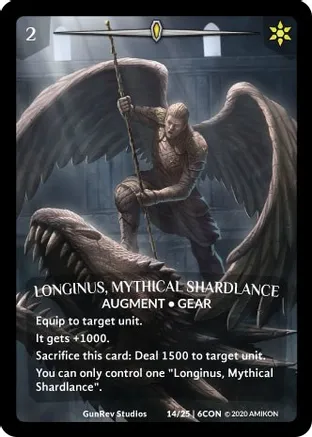 2
LONGINUS, MYTHICAL SHARDLANCE
AUGMENT • GEAR
Equip to target unit.
It gets +1000.
Sacrifice this card: Deal 1500 to target unit.
You can only control one "Longinus, Mythical
Shardlance".
GunRev Studios 14/25 | 6CON © 2020 AMIKON